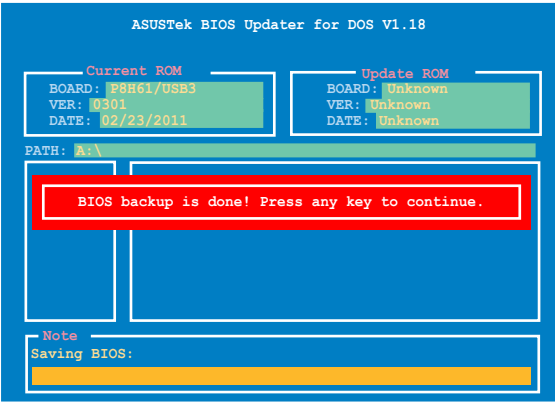 ASUSTek BIOS Updater for DOS V1.18
Current ROM
BOARD: P8H61/USB3
VER: 0301
DATE: 02/23/2011
Update ROM
BOARD: Unknown
VER: Unknown
DATE: Unknown
PATH: A:\
BIOS backup is done! Press any key to continue.
Note
Saving BIOS: